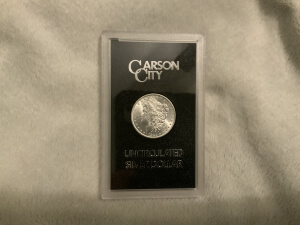 CARSON
CITY
UNCIRCULATED
SILVER DOLLAR